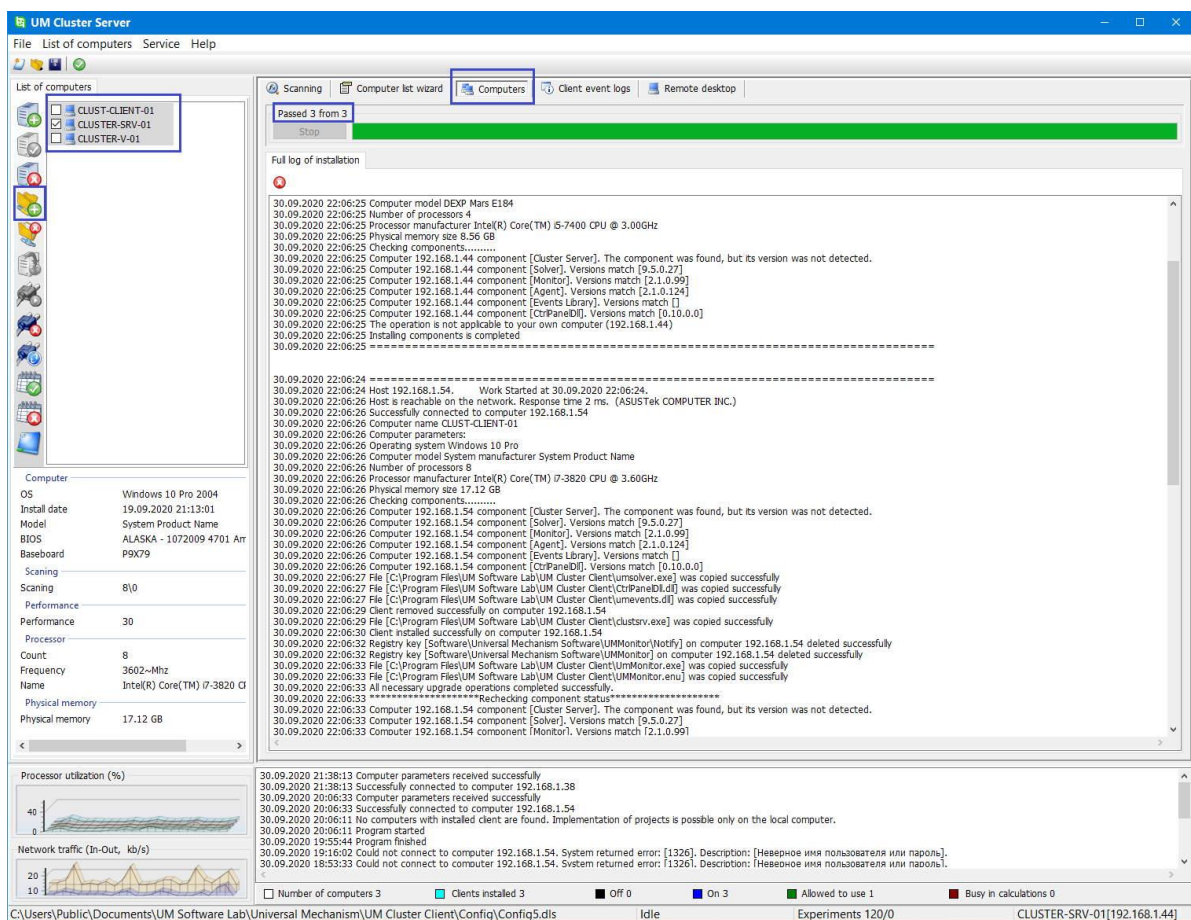 UM Cluster Server
File List of computers Service Help
List of computers
CLUST-CLIENT-01
CLUSTER-SRV-01
CLUSTER-V-01
Scanning Computer list wizard Computers Client event logs Remote desktop
Passed 3 from 3
Stop
Full log of installation
30.09.2020 22:06:25 Computer model DEXP Mars E184
30.09.2020 22:06:25 Number of processors 4
30.09.2020 22:06:25 Processor manufacturer Intel(R) Core(TM) i5-7400 CPU @ 3.00GHz
30.09.2020 22:06:25 Physical memory size 8.56 GB
30.09.2020 22:06:25 Checking components..........
30.09.2020 22:06:25 Computer 192.168.1.44 component [Cluster Server]. The component was found, but its version was not detected.
30.09.2020 22:06:25 Computer 192.168.1.44 component [Solver]. Versions match [9.5.0.27]
30.09.2020 22:06:25 Computer 192.168.1.44 component [Monitor]. Versions match [2.1.0.99]
30.09.2020 22:06:25 Computer 192.168.1.44 component [Agent]. Versions match [2.1.0.124]
30.09.2020 22:06:25 Computer 192.168.1.44 component [Events Library]. Versions match []
30.09.2020 22:06:25 Computer 192.168.1.44 component [CtrlPanelDll]. Versions match [0.10.0.0]
30.09.2020 22:06:25 The operation is not applicable to your own computer (192.168.1.44)
30.09.2020 22:06:25 Installing components is completed
30.09.2020 22:06:25 ================================================================================
30.09.2020 22:06:24 ================================================================================
30.09.2020 22:06:24 Host 192.168.1.54. Work Started at 30.09.2020 22:06:24.
30.09.2020 22:06:26 Host is reachable on the network. Response time 2 ms. (ASUSTek COMPUTER INC.)
30.09.2020 22:06:26 Successfully connected to computer 192.168.1.54
30.09.2020 22:06:26 Computer name CLUST-CLIENT-01
30.09.2020 22:06:26 Computer parameters:
30.09.2020 22:06:26 Operating system Windows 10 Pro
30.09.2020 22:06:26 Computer model System manufacturer System Product Name
30.09.2020 22:06:26 Number of processors 8
30.09.2020 22:06:26 Processor manufacturer Intel(R) Core(TM) i7-3820 CPU @ 3.60GHz
30.09.2020 22:06:26 Physical memory size 17.12 GB
30.09.2020 22:06:26 Checking components..........
30.09.2020 22:06:26 Computer 192.168.1.54 component [Cluster Server]. The component was found, but its version was not detected.
30.09.2020 22:06:26 Computer 192.168.1.54 component [Solver]. Versions match [9.5.0.27]
30.09.2020 22:06:26 Computer 192.168.1.54 component [Monitor]. Versions match [2.1.0.99]
30.09.2020 22:06:26 Computer 192.168.1.54 component [Agent]. Versions match [2.1.0.124]
30.09.2020 22:06:26 Computer 192.168.1.54 component [Events Library]. Versions match []
30.09.2020 22:06:26 Computer 192.168.1.54 component [CtrlPanelDll]. Versions match [0.10.0.0]
30.09.2020 22:06:27 File [C:\Program Files\UM Software Lab\UM Cluster Client\umsolver.exe] was copied successfully
30.09.2020 22:06:27 File [C:\Program Files\UM Software Lab\UM Cluster Client\CtrlPanelDll.dll] was copied successfully
30.09.2020 22:06:27 File [C:\Program Files\UM Software Lab\UM Cluster Client\umevents.dll] was copied successfully
30.09.2020 22:06:29 Client removed successfully on computer 192.168.1.54
30.09.2020 22:06:29 File [C:\Program Files\UM Software Lab\UM Cluster Client\clustsrv.exe] was copied successfully
30.09.2020 22:06:30 Client installed successfully on computer 192.168.1.54
30.09.2020 22:06:32 Registry key [Software\Universal Mechanism Software\UMMonitor\Notify] on computer 192.168.1.54 deleted successfully
30.09.2020 22:06:32 Registry key [Software\Universal Mechanism Software\UMMonitor] on computer 192.168.1.54 deleted successfully
30.09.2020 22:06:33 File [C:\Program Files\UM Software Lab\UM Cluster Client\UmMonitor.exe] was copied successfully
30.09.2020 22:06:33 File [C:\Program Files\UM Software Lab\UM Cluster Client\UMMonitor.enu] was copied successfully
30.09.2020 22:06:33 All necessary upgrade operations completed successfully.
30.09.2020 22:06:33 ********************Rechecking component status********************
30.09.2020 22:06:33 Computer 192.168.1.54 component [Cluster Server]. The component was found, but its version was not detected.
30.09.2020 22:06:33 Computer 192.168.1.54 component [Solver]. Versions match [9.5.0.27]
30.09.2020 22:06:33 Computer 192.168.1.54 component [Monitor]. Versions match [2.1.0.99]
Computer
OS Windows 10 Pro 2004
Install date 19.09.2020 21:13:01
Model System Product Name
BIOS ALASKA - 1072009 4701 Am
Baseboard P9X79
Scaning
Scaning 8\0
Performance
Performance 30
Processor
Count 8
Frequency 3602~Mhz
Name Intel(R) Core(TM) i7-3820 CF
Physical memory
Physical memory 17.12 GB
Processor utilization (%)
40
0
Network traffic (In-Out, kb/s)
20
10
30.09.2020 21:38:13 Computer parameters received successfully
30.09.2020 21:38:13 Successfully connected to computer 192.168.1.38
30.09.2020 20:06:33 Computer parameters received successfully
30.09.2020 20:06:33 Successfully connected to computer 192.168.1.54
30.09.2020 20:06:11 No computers with installed client are found. Implementation of projects is possible only on the local computer.
30.09.2020 20:06:11 Program started
30.09.2020 19:55:44 Program finished
30.09.2020 19:16:02 Could not connect to computer 192.168.1.54. System returned error: [1326]. Description: [Неверное имя пользователя или пароль].
30.09.2020 18:53:33 Could not connect to computer 192.168.1.54. System returned error: [1326]. Description: [Неверное имя пользователя или пароль].
Number of computers 3 Clients installed 3 Off 0 On 3 Allowed to use 1 Busy in calculations 0
C:\Users\Public\Documents\UM Software Lab\Universal Mechanism\UM Cluster Client\Config\Config5.dls Idle Experiments 120/0 CLUSTER-SRV-01[192.168.1.44]